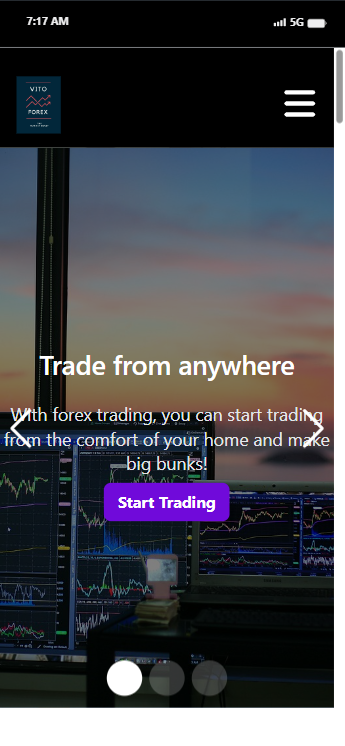 7:17 AM
5G
VITO
FOREX
Trade from anywhere
With forex trading, you can start trading
from the comfort of your home and make
big bunks!
Start Trading